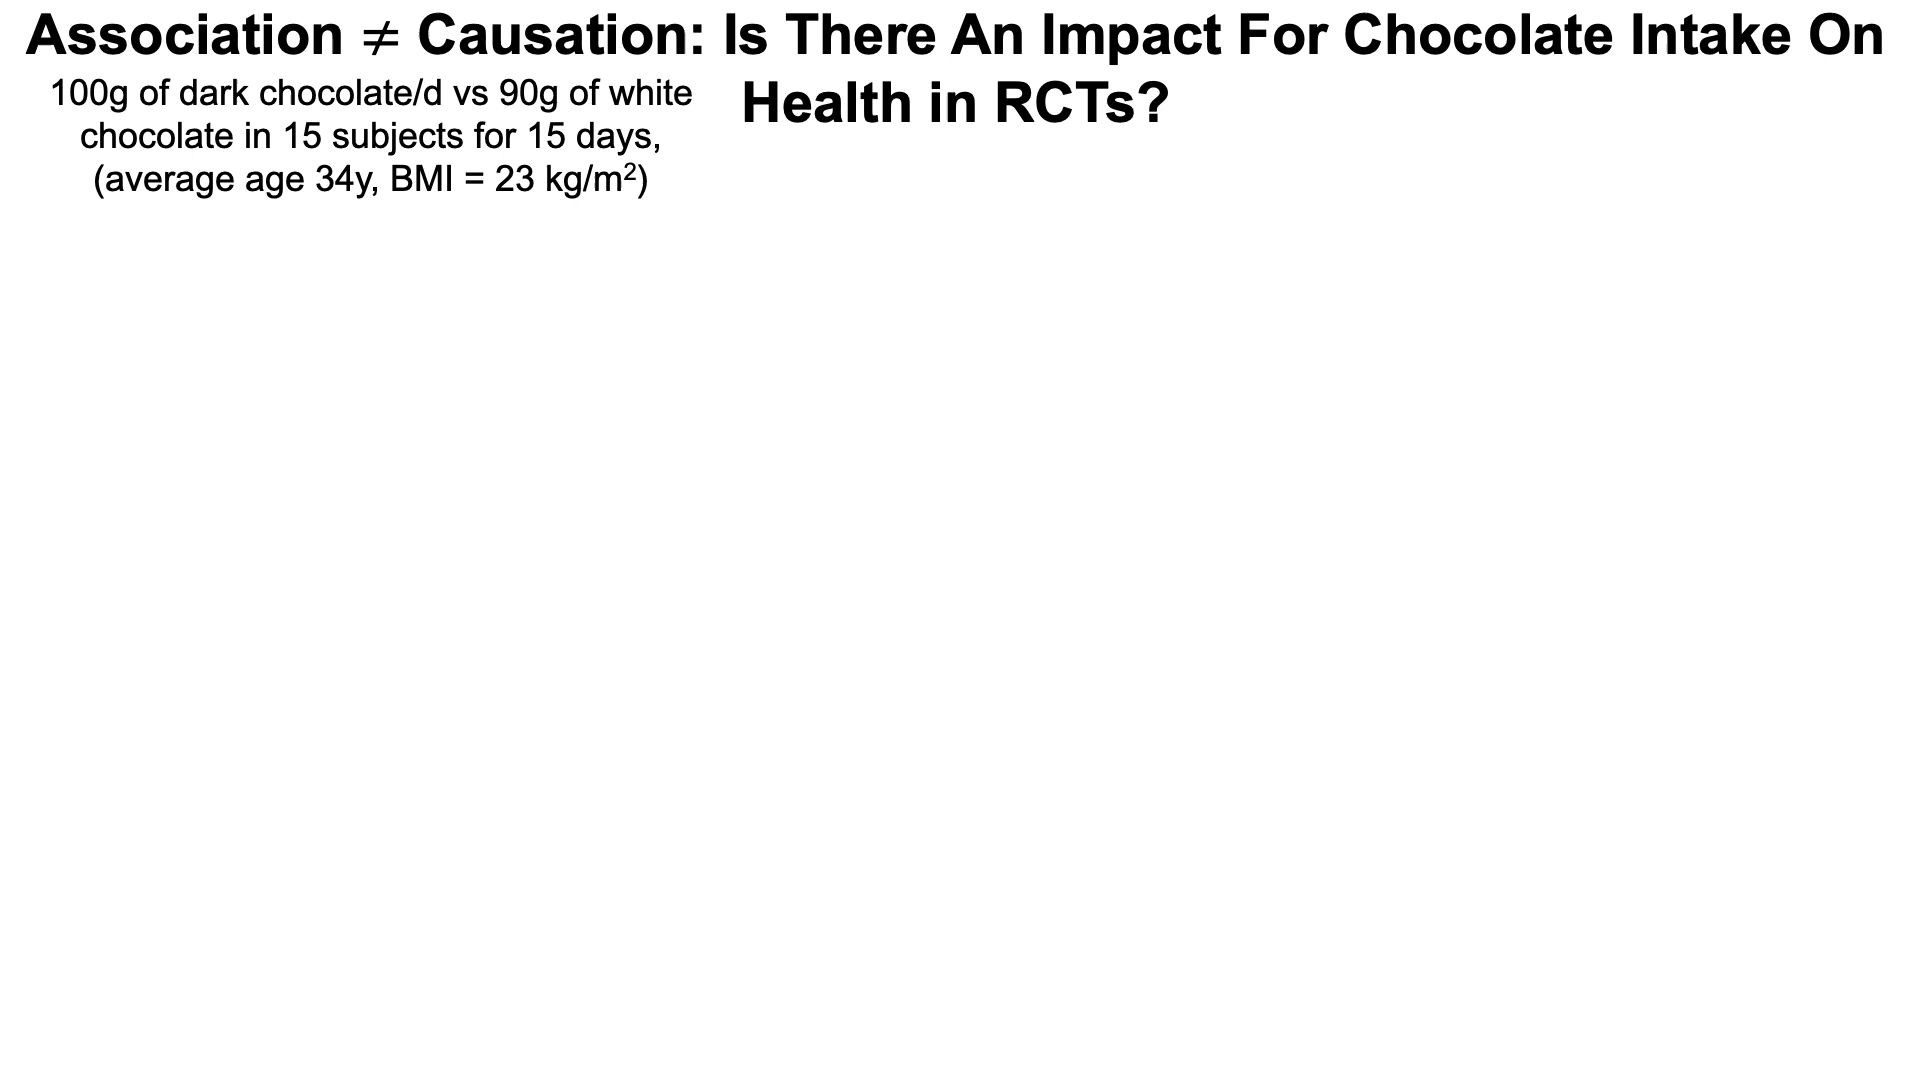 Association ≠ Causation: Is There An Impact For Chocolate Intake On
Health in RCTs?
100g of dark chocolate/d vs 90g of white
chocolate in 15 subjects for 15 days,
(average age 34y, BMI = 23 kg/m²)